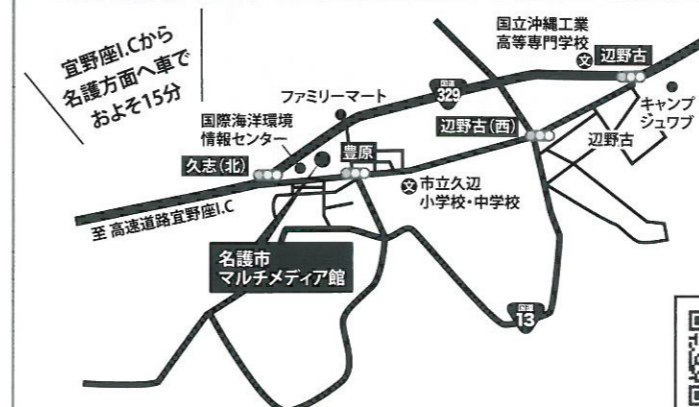 宜野座I.Cから
名護方面へ車で
およそ15分
国立沖縄工業
高等専門学校
文
辺野古
国道
329
ファミリーマート
キャンプ
シュワブ
国際海洋環境
情報センター
辺野古(西)
辺野古
久志(北)
豊原
文
市立久辺
小学校・中学校
至 高速道路宜野座I.C
名護市
マルチメディア館
国道
13